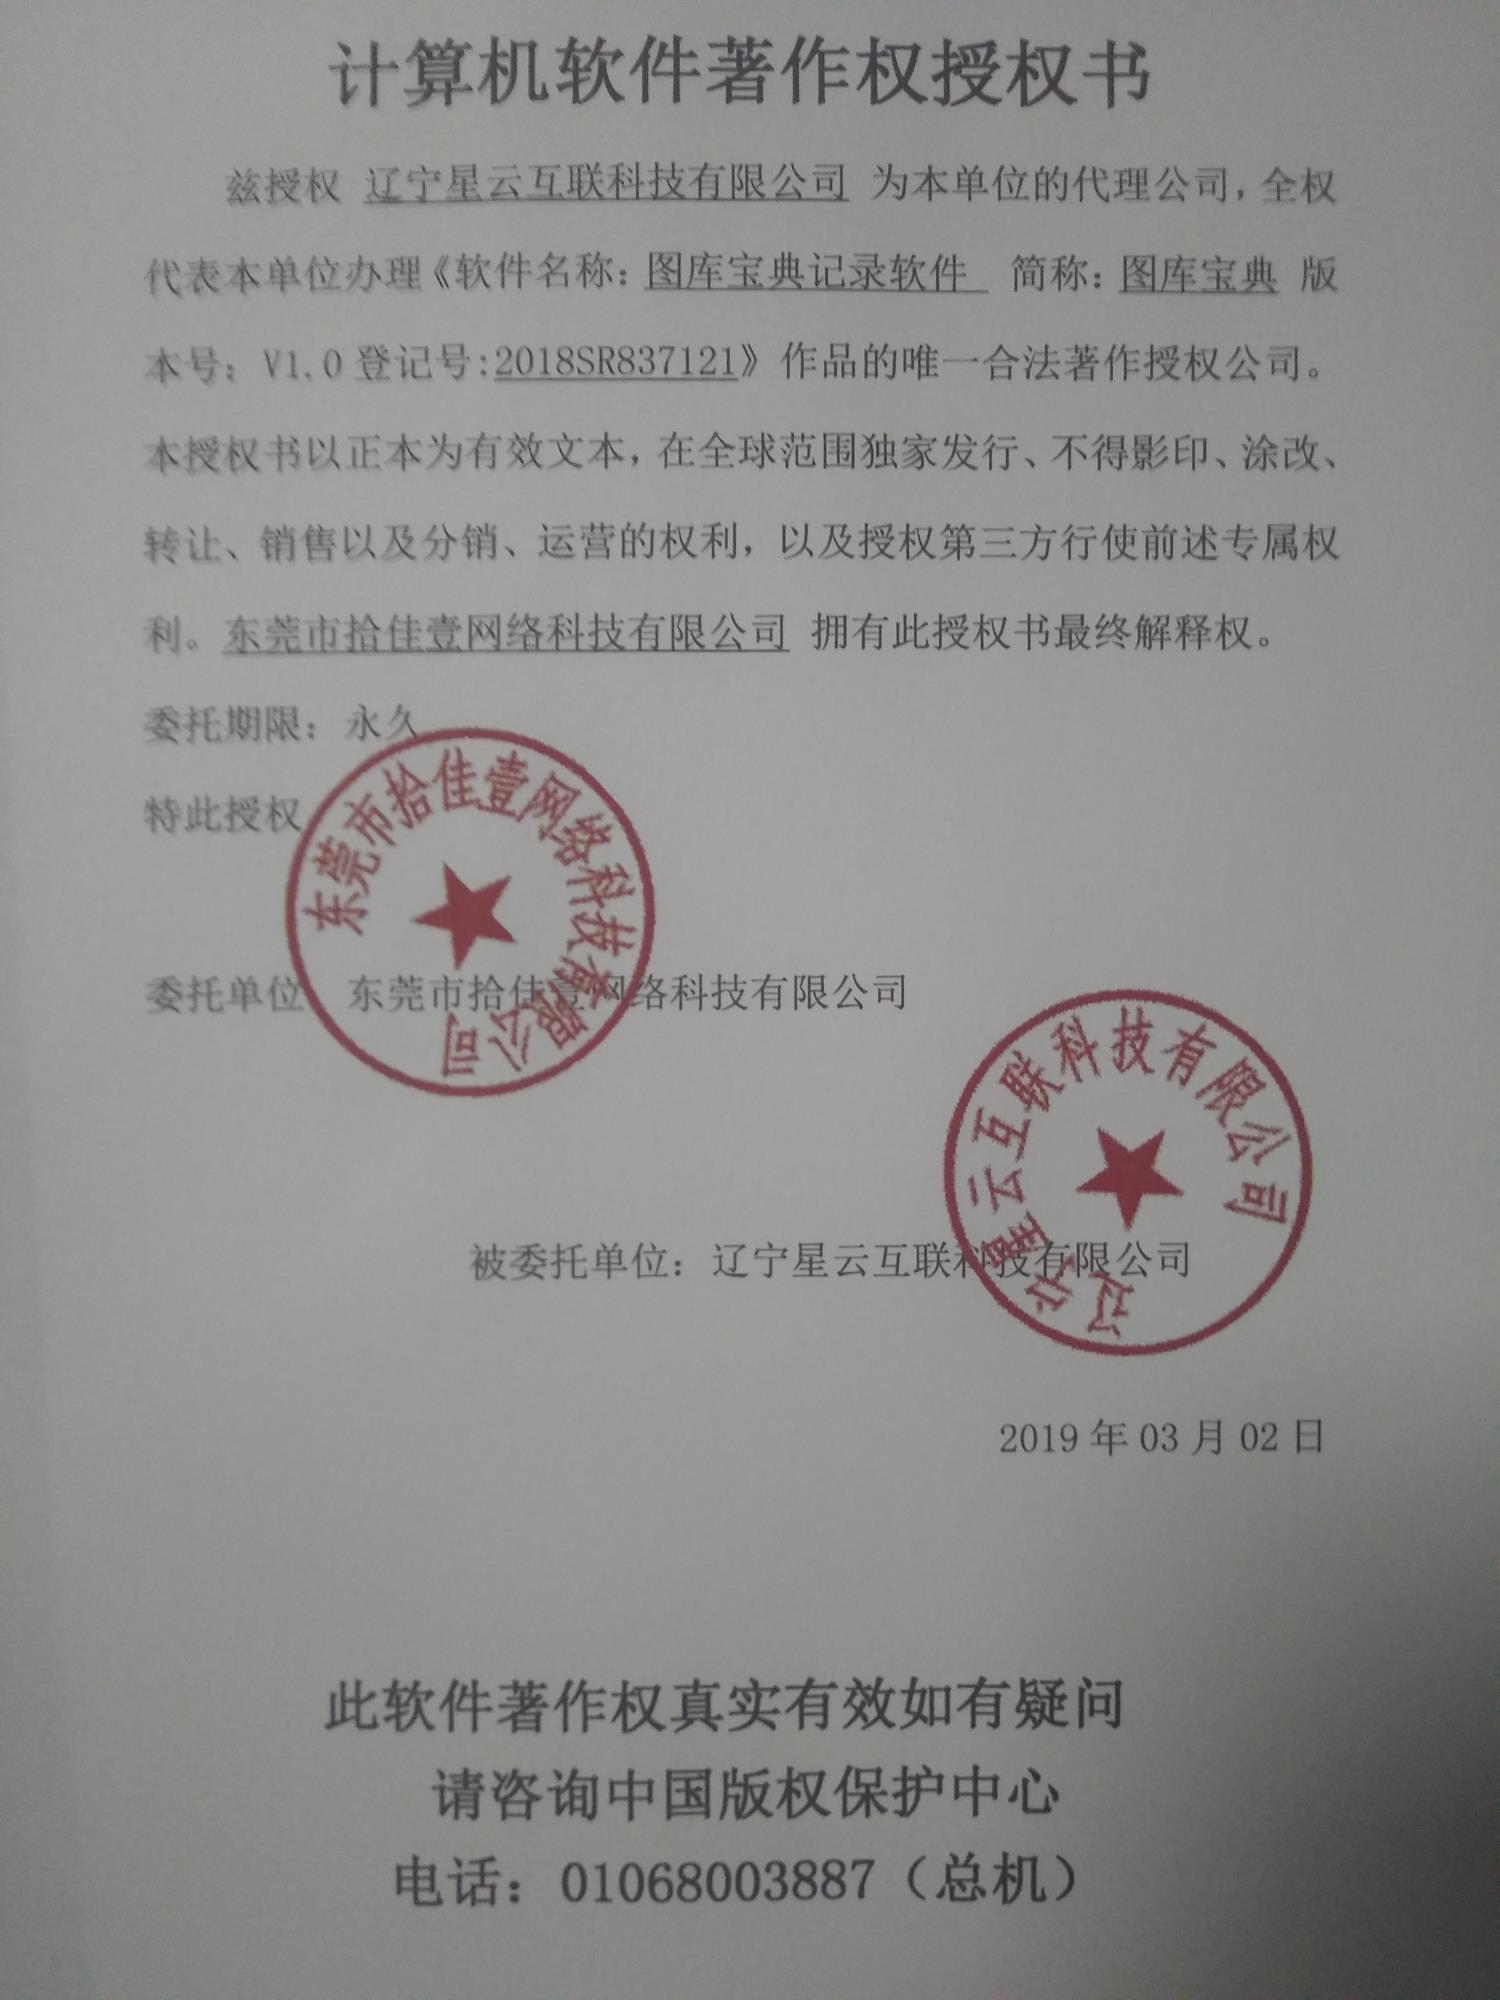 计算机软件著作权授权书
兹授权 辽宁星云互联科技有限公司 为本单位的代理公司，全权
代表本单位办理《软件名称：图库宝典记录软件 简称：图库宝典 版
本号：V1.0登记号:2018SR837121》作品的唯一合法著作授权公司。
本授权书以正本为有效文本，在全球范围独家发行、不得影印、涂改、
转让、销售以及分销、运营的权利，以及授权第三方行使前述专属权
利。东莞市拾佳壹网络科技有限公司 拥有此授权书最终解释权。
委托期限：永久
特此授权
东莞市拾佳壹网络科技有限公司
委托单位 东莞市拾佳壹网络科技有限公司
辽宁星云互联科技有限公司
被委托单位：辽宁星云互联科技有限公司
2019年03月02日
此软件著作权真实有效如有疑问
请咨询中国版权保护中心
电话：01068003887（总机）